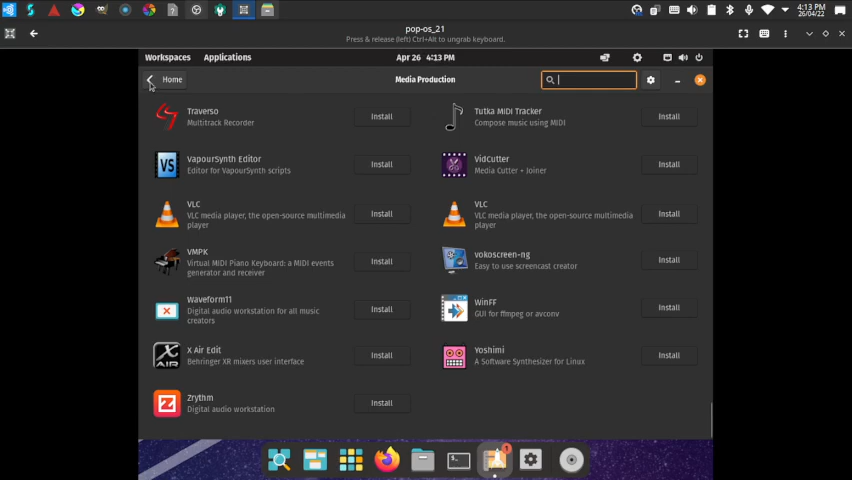 4:13 PM
26/04/22
pop-os_21
Press & release (left) Ctrl+Alt to ungrab keyboard.
Workspaces Applications Apr 26 4:13 PM
Home Media Production
Traverso
Multitrack Recorder
Install
Tutka MIDI Tracker
Compose music using MIDI
Install
VS
VapourSynth Editor
Editor for VapourSynth scripts
Install
VidCutter
Media Cutter + Joiner
Install
VLC
VLC media player, the open-source multimedia
player
Install
VLC
VLC media player, the open-source multimedia
player
Install
VMPK
Virtual MIDI Piano Keyboard: a MIDI events
generator and receiver
Install
vokoscreen-ng
Easy to use screencast creator
Install
Waveform11
Digital audio workstation for all music
creators
Install
WinFF
GUI for ffmpeg or avconv
Install
X AIR
X Air Edit
Behringer XR mixers user interface
Install
Yoshimi
A Software Synthesizer for Linux
Install
Z
Zrythm
Digital audio workstation
Install
1